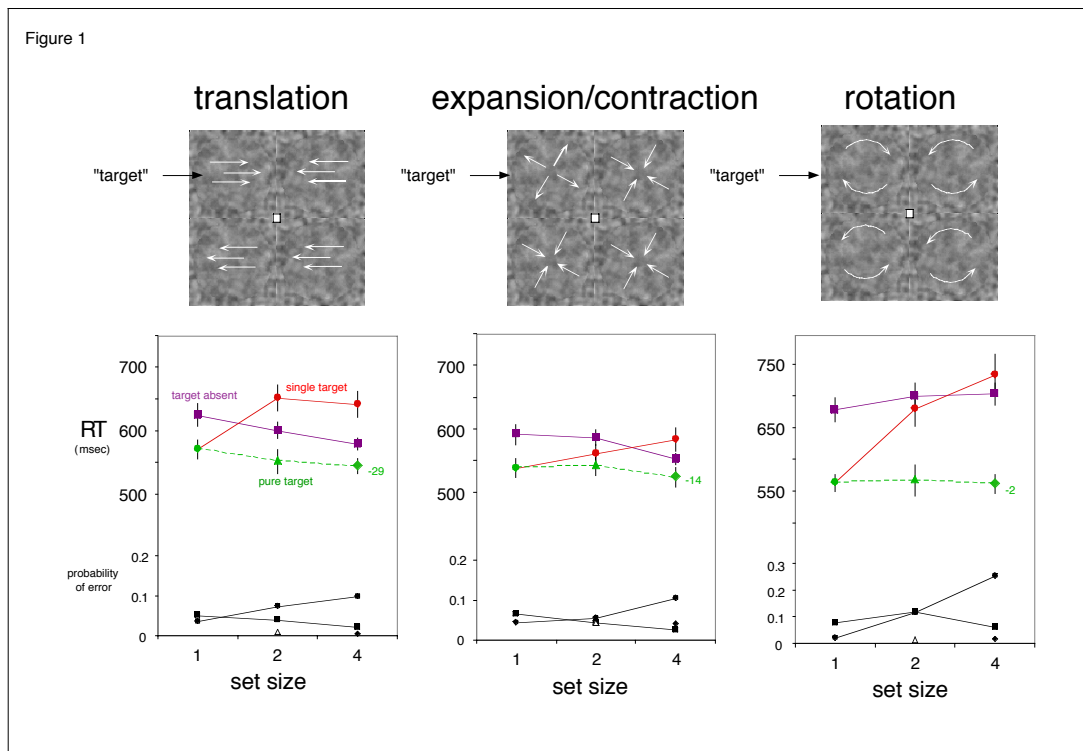 Figure 1
translation
expansion/contraction
rotation
"target"
"target"
"target"
700
600
500
RT
(msec)
target absent
single target
pure target
-29
0.2
0.1
0
probability
of error
1
2
4
set size
700
600
500
-14
0.2
0.1
0
1
2
4
set size
750
650
550
-2
0.3
0.2
0.1
0
1
2
4
set size